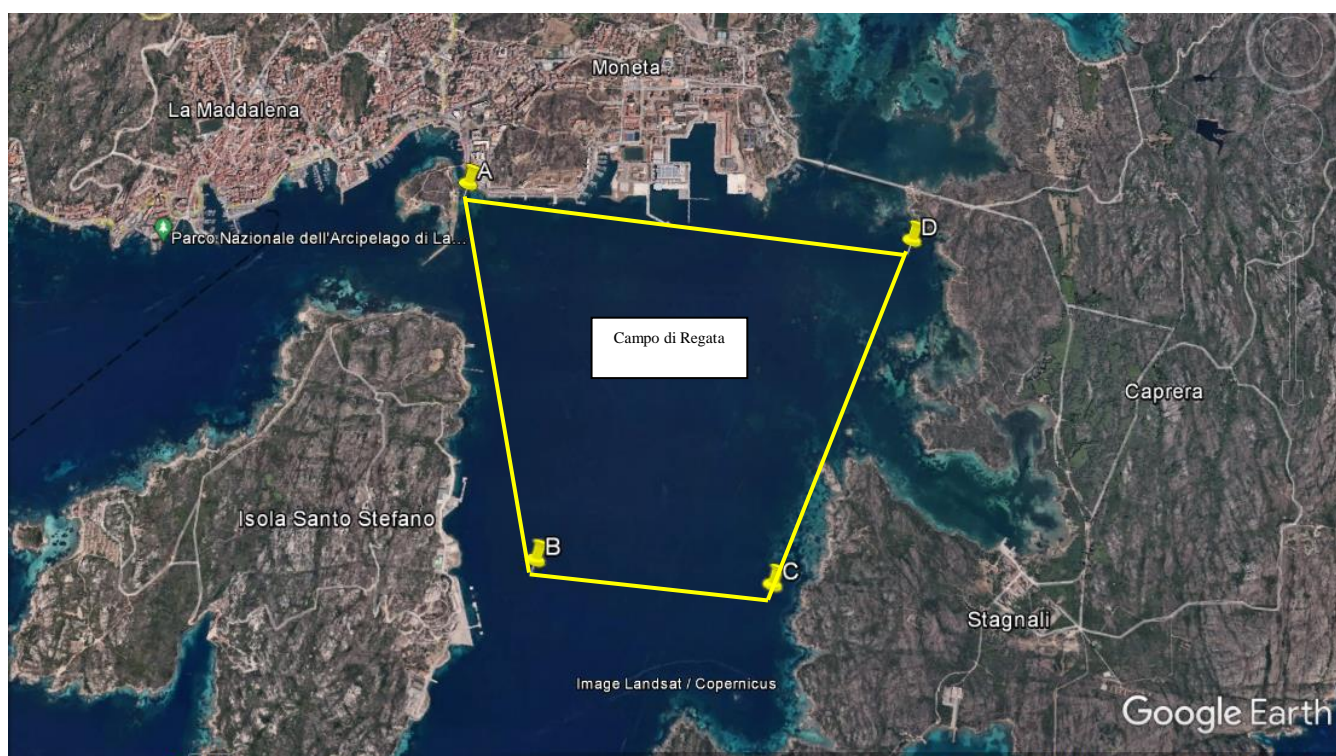 Moneta
La Maddalena
A
Parco Nazionale dell'Arcipelago di La...
D
Campo di Regata
Caprera
Isola Santo Stefano
B
C
Stagnali
Image Landsat / Copernicus
Google Earth